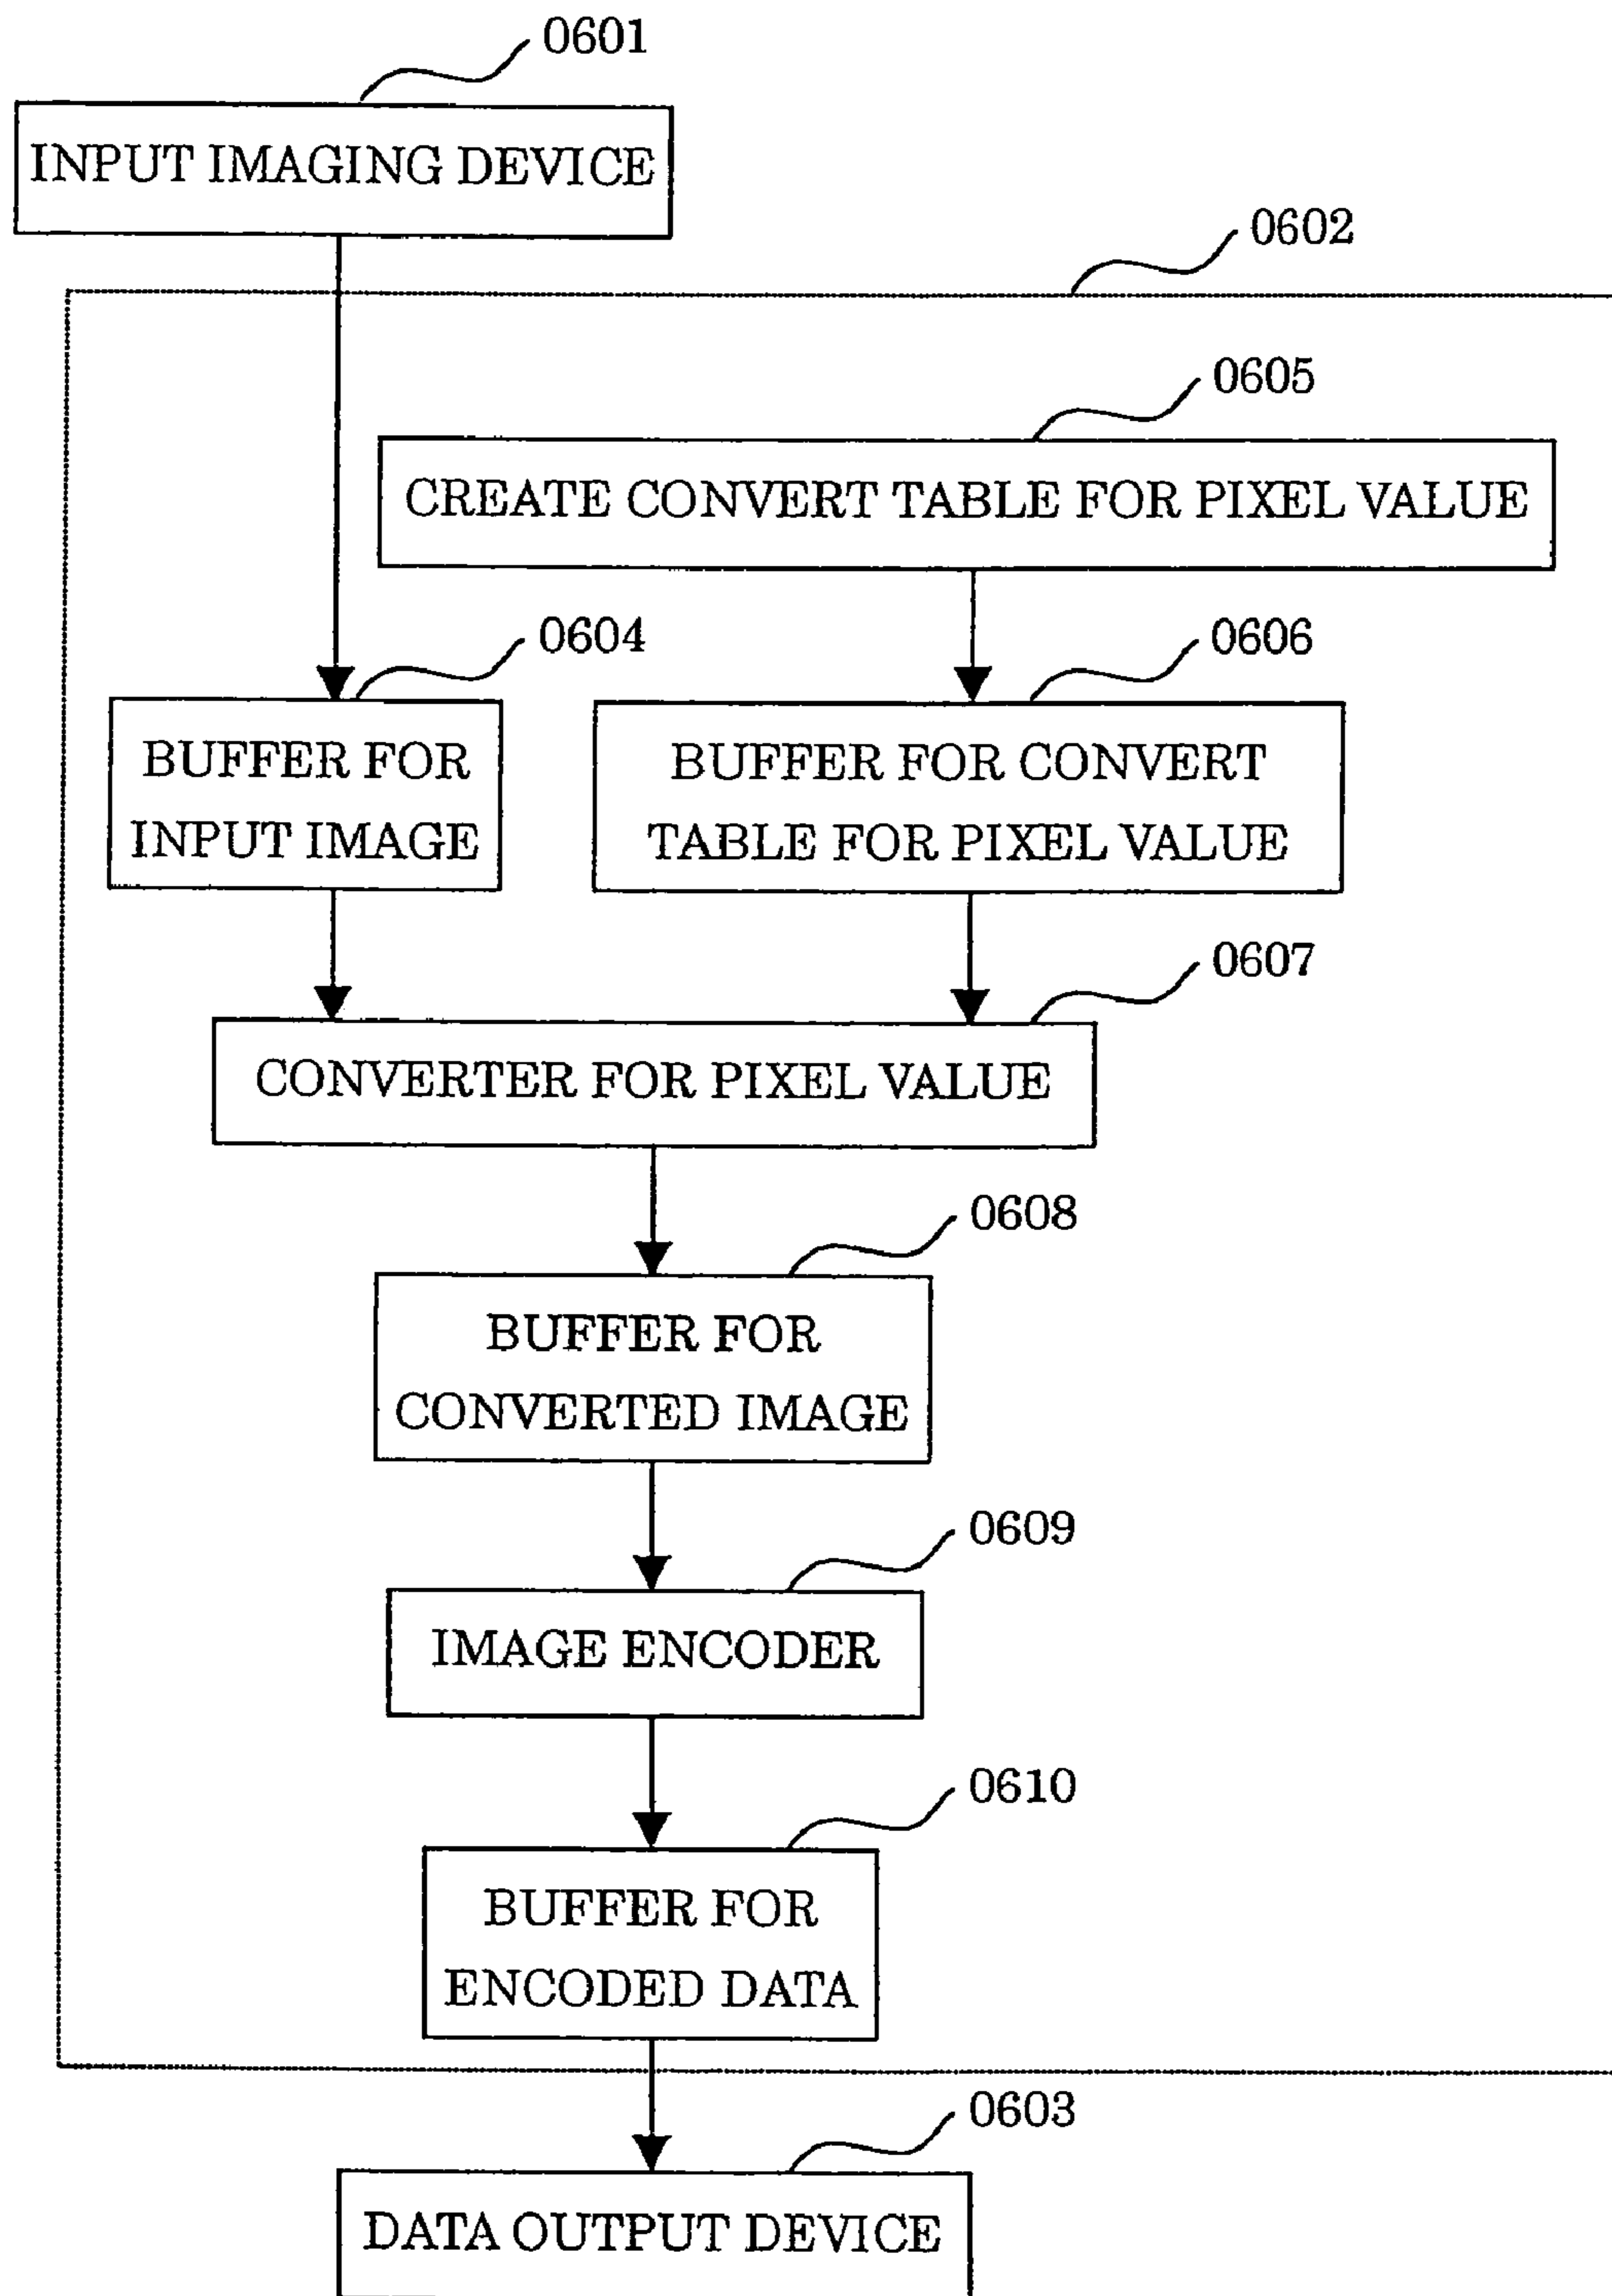 0601
INPUT IMAGING DEVICE
0602
0605
CREATE CONVERT TABLE FOR PIXEL VALUE
0604
0606
BUFFER FOR
INPUT IMAGE
BUFFER FOR CONVERT
TABLE FOR PIXEL VALUE
0607
CONVERTER FOR PIXEL VALUE
0608
BUFFER FOR
CONVERTED IMAGE
0609
IMAGE ENCODER
0610
BUFFER FOR
ENCODED DATA
0603
DATA OUTPUT DEVICE